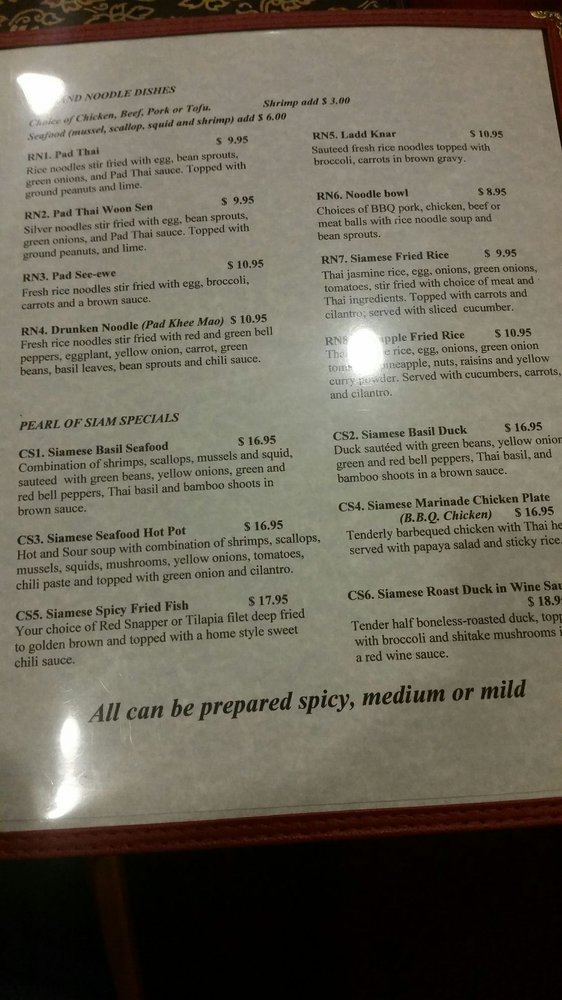 AND NOODLE DISHES
Choice of Chicken, Beef, Pork or Tofu. Shrimp add $ 3.00
Seafood (mussel, scallop, squid and shrimp) add $ 6.00
RN1. Pad Thai $ 9.95
Rice noodles stir fried with egg, bean sprouts,
green onions, and Pad Thai sauce. Topped with
ground peanuts and lime.
RN2. Pad Thai Woon Sen $ 9.95
Silver noodles stir fried with egg, bean sprouts,
green onions, and Pad Thai sauce. Topped with
ground peanuts, and lime.
RN3. Pad See-ewe $ 10.95
Fresh rice noodles stir fried with egg, broccoli,
carrots and a brown sauce.
RN4. Drunken Noodle (Pad Khee Mao) $ 10.95
Fresh rice noodles stir fried with red and green bell
peppers, eggplant, yellow onion, carrot, green
beans, basil leaves, bean sprouts and chili sauce.
RN5. Ladd Knar $ 10.95
Sauteed fresh rice noodles topped with
broccoli, carrots in brown gravy.
RN6. Noodle bowl $ 8.95
Choices of BBQ pork, chicken, beef or
meat balls with rice noodle soup and
bean sprouts.
RN7. Siamese Fried Rice $ 9.95
Thai jasmine rice, egg, onions, green onions,
tomatoes, stir fried with choice of meat and
Thai ingredients. Topped with carrots and
cilantro, served with sliced cucumber.
Fried Rice $ 10.95
rice, egg, onions, green onion
pineapple, nuts, raisins and yellow
curry powder. Served with cucumbers, carrots,
and cilantro.
PEARL OF SIAM SPECIALS
CS1. Siamese Basil Seafood $ 16.95
Combination of shrimps, scallops, mussels and squid,
sauteed with green beans, yellow onions, green and
red bell peppers, Thai basil and bamboo shoots in
brown sauce.
CS3. Siamese Seafood Hot Pot $ 16.95
Hot and Sour soup with combination of shrimps, scallops,
mussels, squids, mushrooms, yellow onions, tomatoes,
chili paste and topped with green onion and cilantro.
CS5. Siamese Spicy Fried Fish $ 17.95
Your choice of Red Snapper or Tilapia filet deep fried
to golden brown and topped with a home style sweet
chili sauce.
CS2. Siamese Basil Duck $ 16.95
Duck sautéed with green beans, yellow onion
green and red bell peppers, Thai basil, and
bamboo shoots in a brown sauce.
CS4. Siamese Marinade Chicken Plate
(B.B.Q. Chicken) $ 16.95
Tenderly barbequed chicken with Thai he
served with papaya salad and sticky rice.
CS6. Siamese Roast Duck in Wine Sau
$ 18.9
Tender half boneless-roasted duck, topp
with broccoli and shitake mushrooms i
a red wine sauce.
All can be prepared spicy, medium or mild